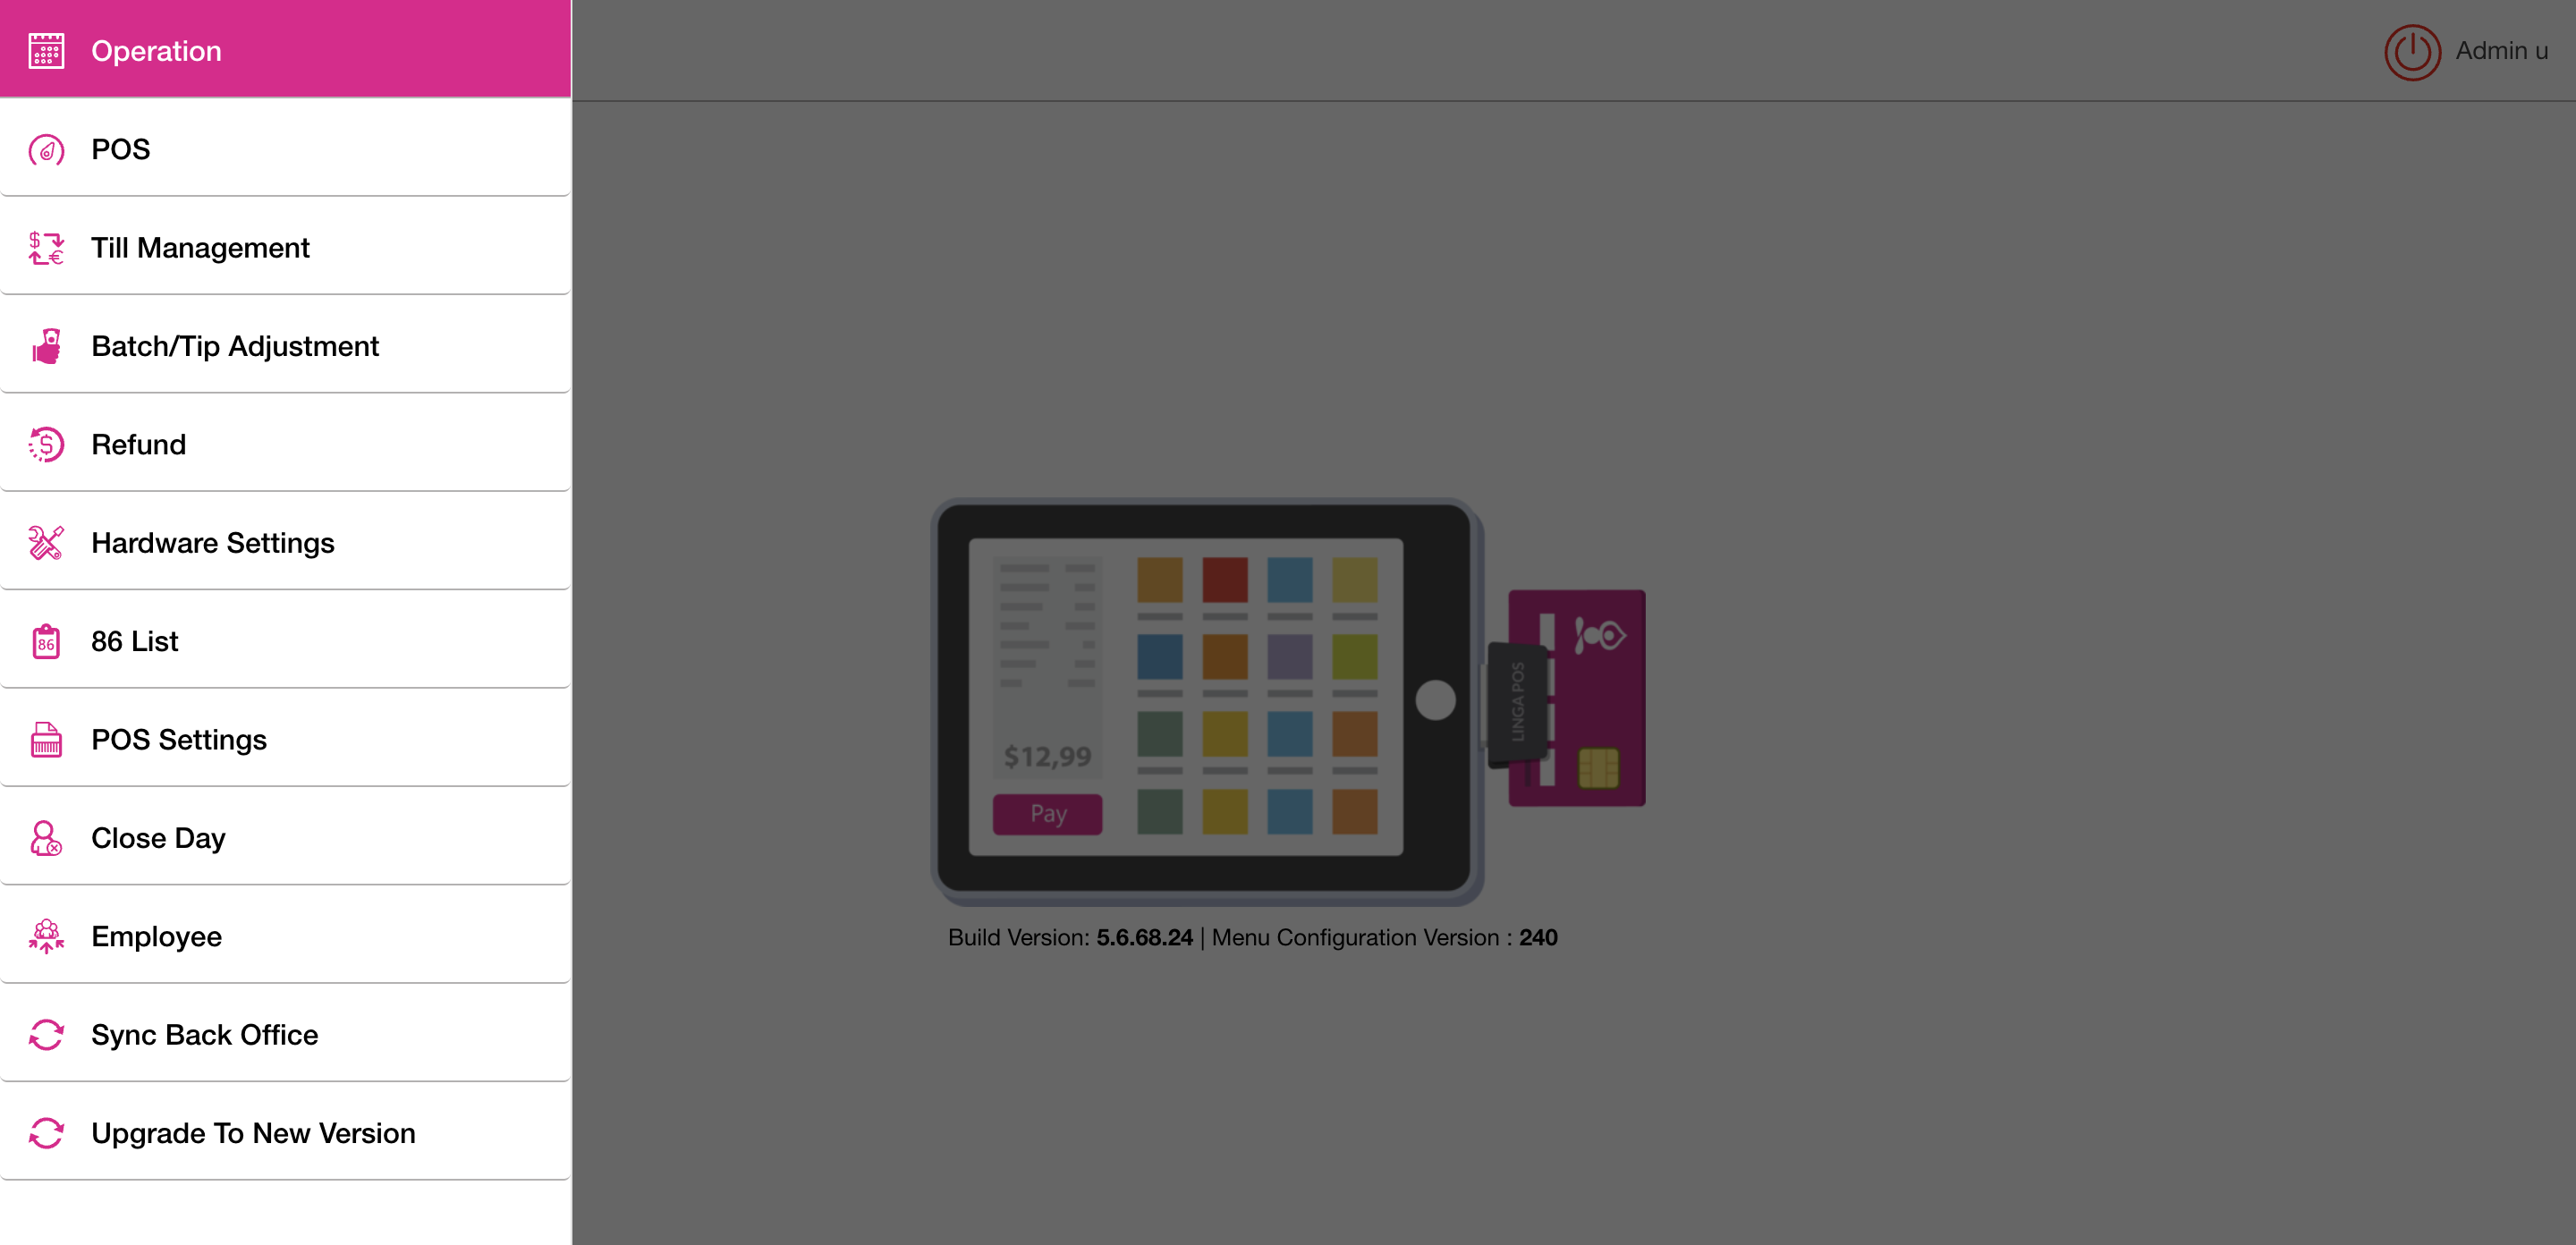 Operation
Admin u
POS
Till Management
Batch/Tip Adjustment
Refund
Hardware Settings
86
86 List
POS Settings
Close Day
Employee
Sync Back Office
Upgrade To New Version
$12,99
Pay
LINGA POS
Build Version: 5.6.68.24 | Menu Configuration Version : 240